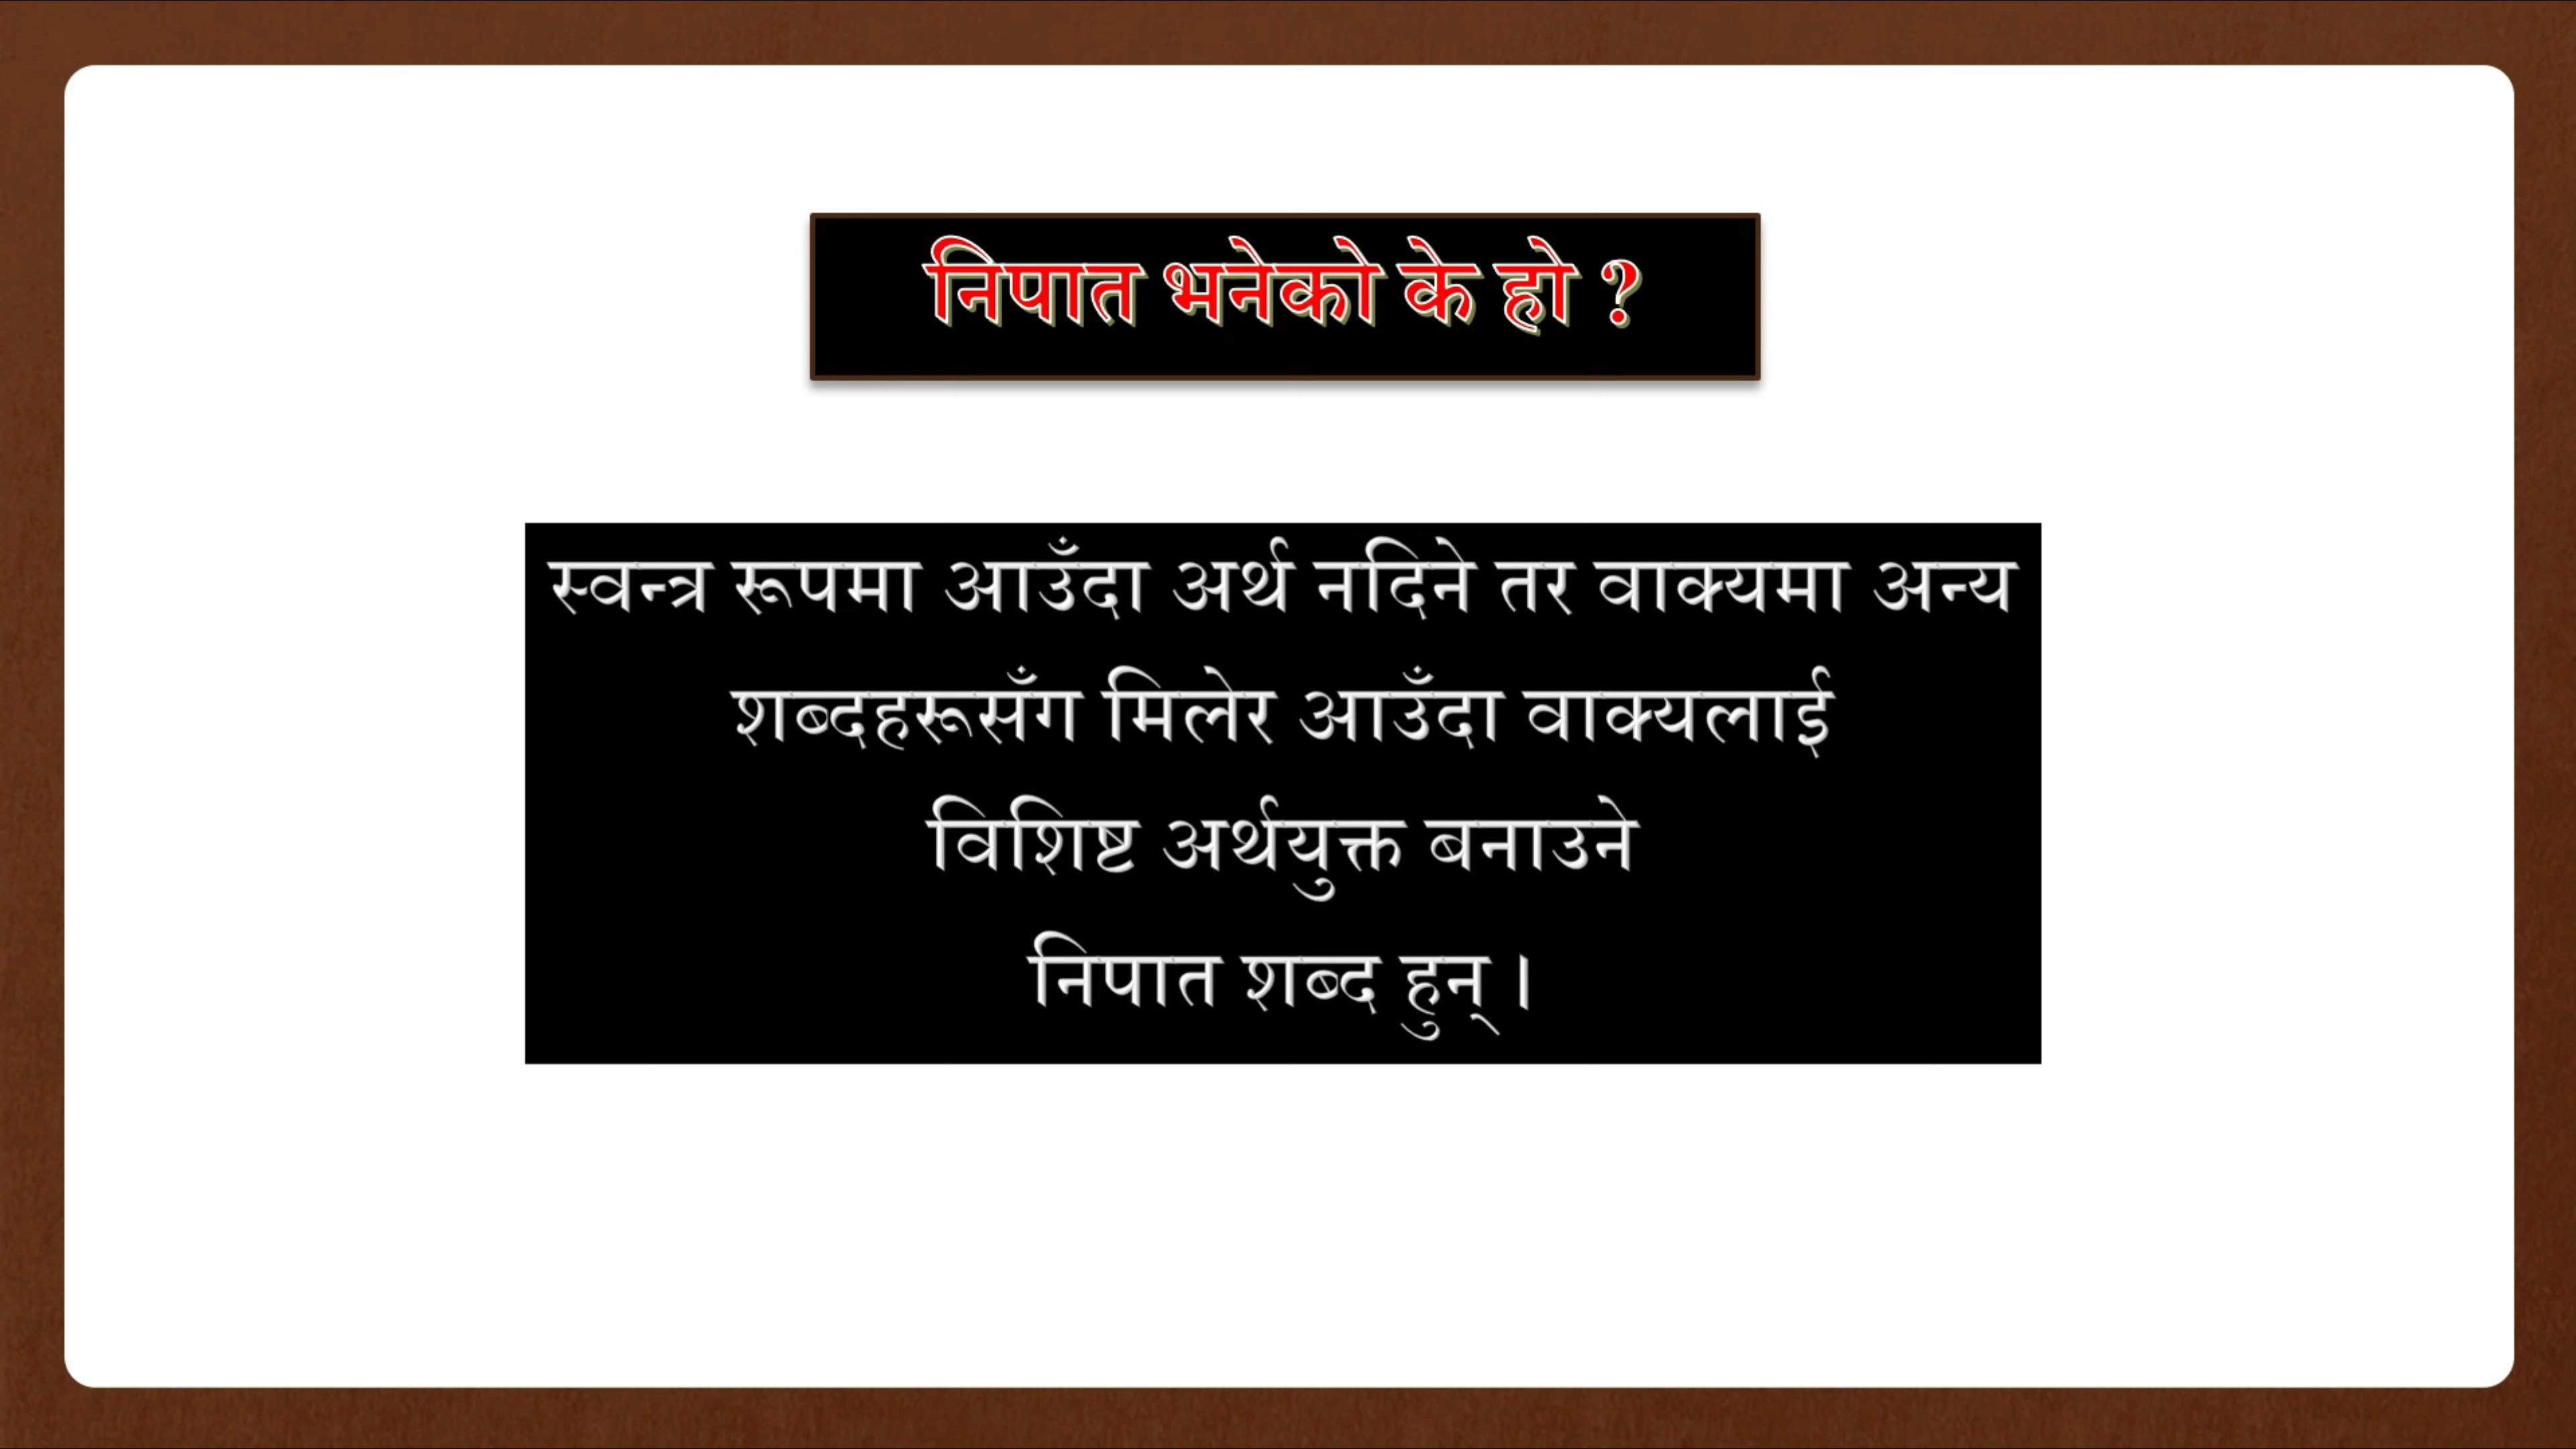 निपात भनेको के हो ?
स्वन्त्र रूपमा आउँदा अर्थ नदिने तर वाक्यमा अन्य
शब्दहरूसँग मिलेर आउँदा वाक्यलाई
विशिष्ट अर्थयुक्त बनाउने
निपात शब्द हुन् ।